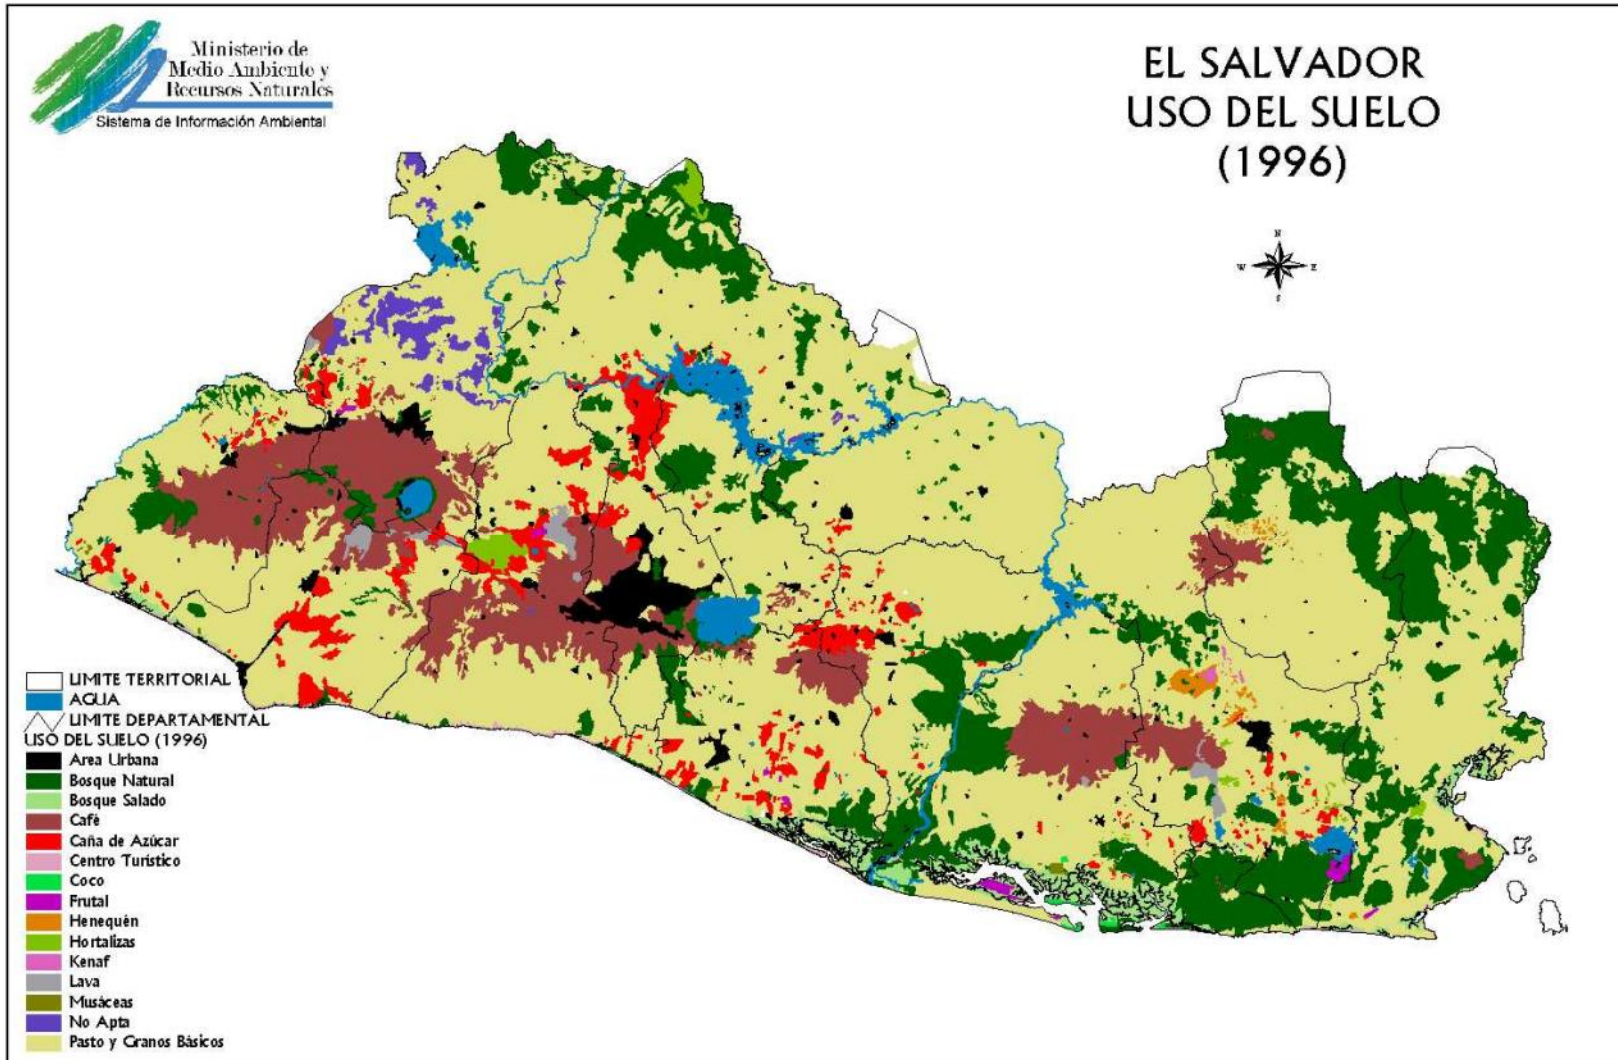 Ministerio de
Medio Ambiente y
Recursos Naturales
Sistema de Información Ambiental
EL SALVADOR
USO DEL SUELO
(1996)
N
W
E
S
LIMITE TERRITORIAL
AGUA
LIMITE DEPARTAMENTAL
USO DEL SUELO (1996)
Area Urbana
Bosque Natural
Bosque Salado
Cafè
Caña de Azúcar
Centro Turístico
Coco
Frutal
Henequén
Hortalizas
Kenaf
Lava
Musáceas
No Apta
Pasto y Granos Básicos